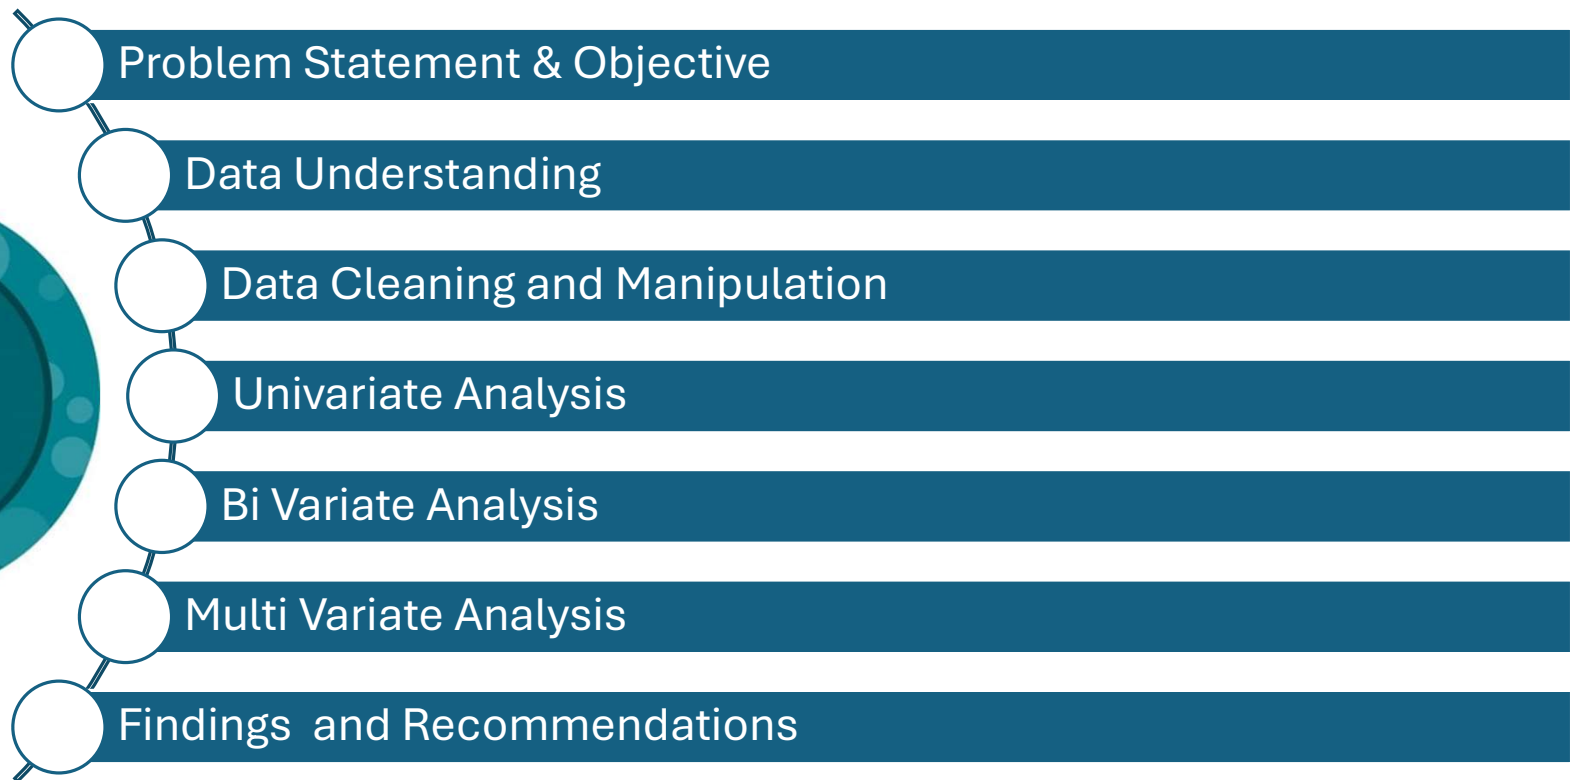 Problem Statement & Objective
Data Understanding
Data Cleaning and Manipulation
Univariate Analysis
Bi Variate Analysis
Multi Variate Analysis
Findings  and Recommendations